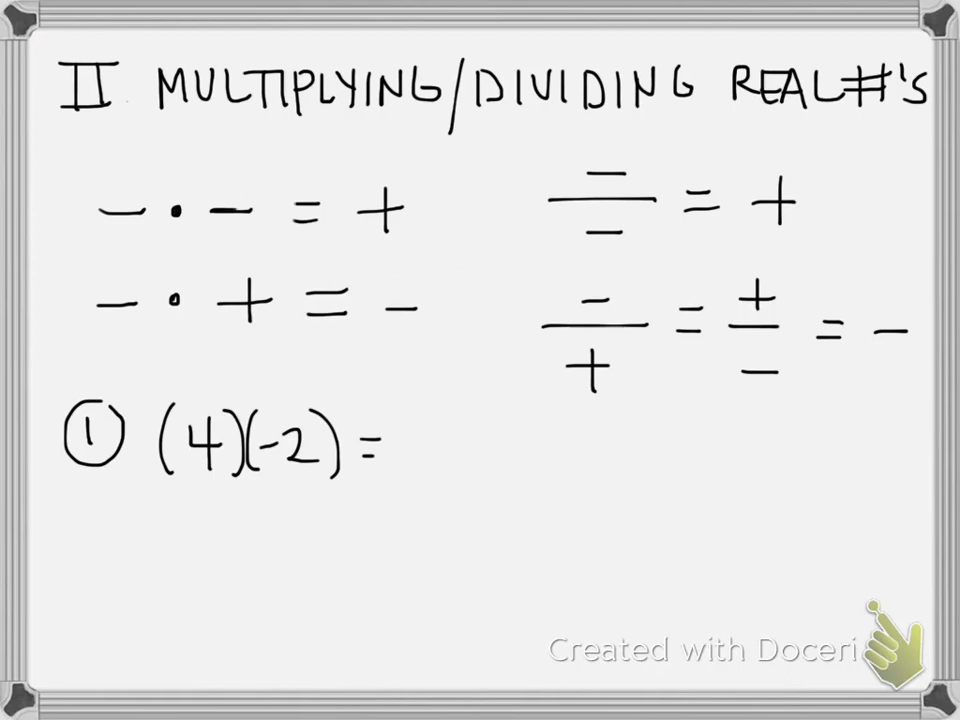 II MULTIPLYING/DIVIDING REAL #'S
− · − = +
− / − = +
− · + = −
− / + = + / − = −
① (4)(-2) =
Created with Doceri